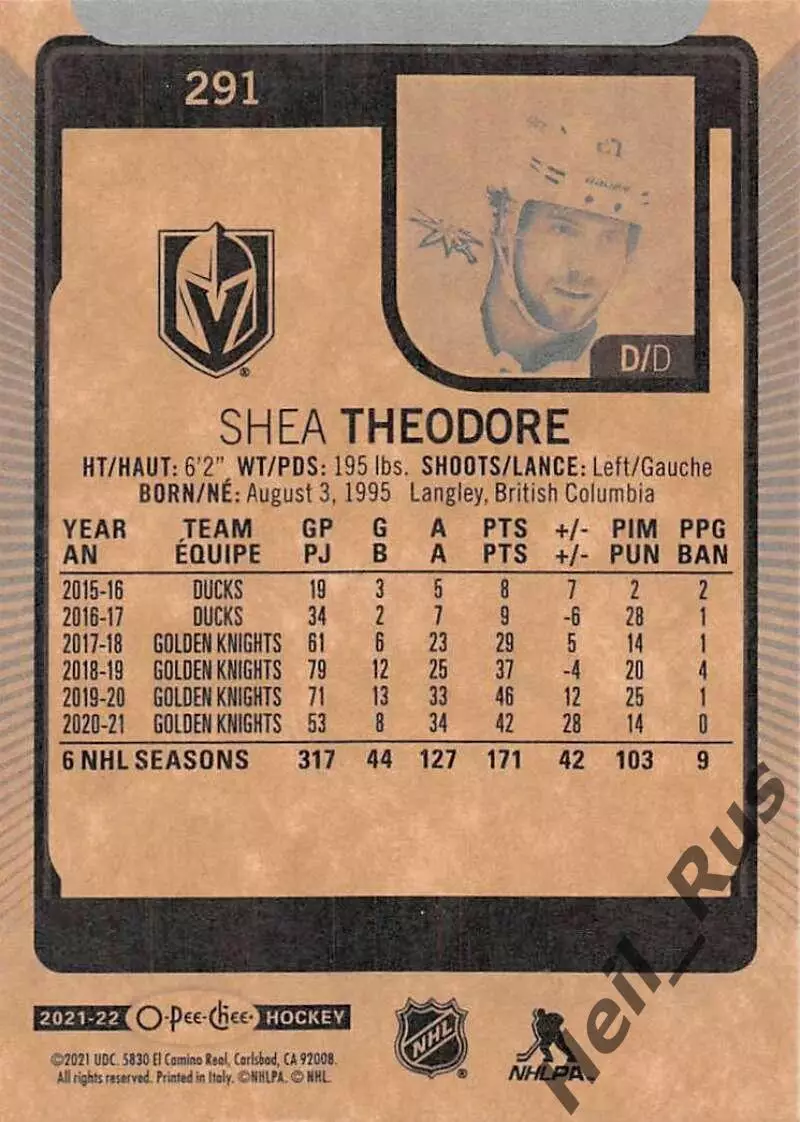 291
D/D
SHEA THEODORE
HT/HAUT: 6'2" WT/PDS: 195 lbs. SHOOTS/LANCE: Left/Gauche
BORN/NÉ: August 3, 1995 Langley, British Columbia
YEAR TEAM GP G A PTS +/- PIM PPG
AN ÉQUIPE PJ B A PTS +/- PUN BAN
2015-16 DUCKS 19 3 5 8 7 2 2
2016-17 DUCKS 34 2 7 9 -6 28 1
2017-18 GOLDEN KNIGHTS 61 6 23 29 5 14 1
2018-19 GOLDEN KNIGHTS 79 12 25 37 -4 20 4
2019-20 GOLDEN KNIGHTS 71 13 33 46 12 25 1
2020-21 GOLDEN KNIGHTS 53 8 34 42 28 14 0
6 NHL SEASONS 317 44 127 171 42 103 9
2021-22 O-Pee-Chee HOCKEY
©2021 UDC. 5830 El Camino Real, Carlsbad, CA 92008.
All rights reserved. Printed in Italy. ©NHLPA. © NHL.
NHL ®
NHLPA
Neil_Rus